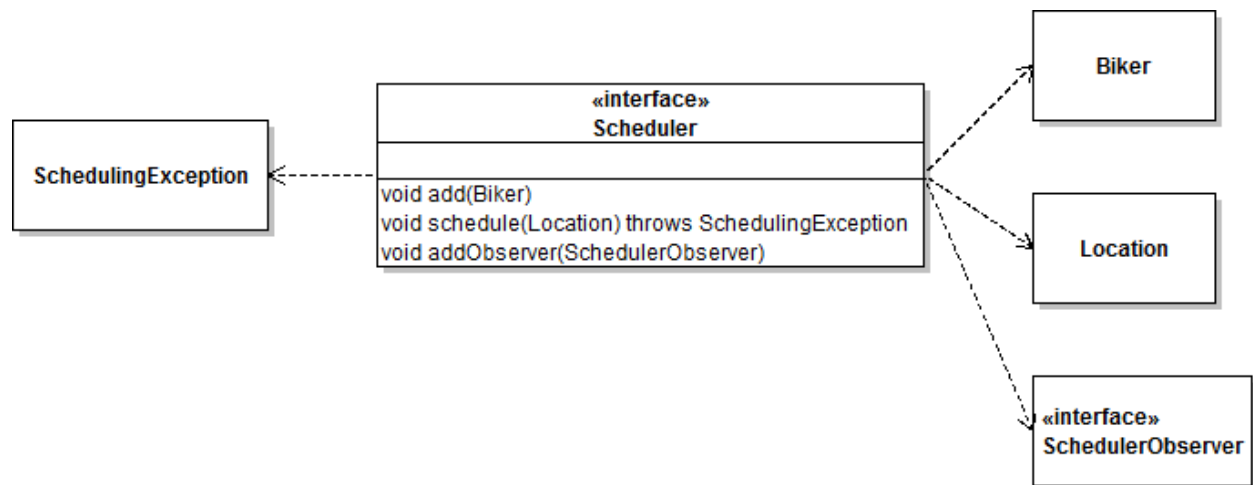 SchedulingException
«interface»
Scheduler
void add(Biker)
void schedule(Location) throws SchedulingException
void addObserver(SchedulerObserver)
Biker
Location
«interface»
SchedulerObserver